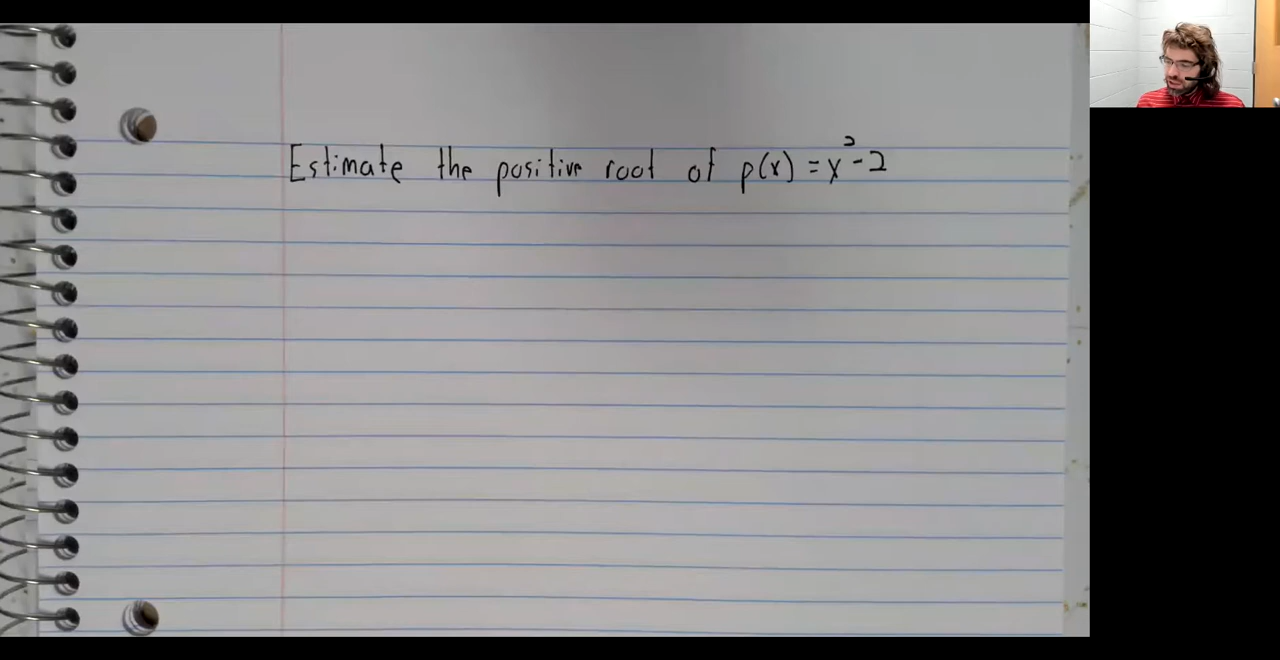 Estimate the positive root of p(x) = x² - 2